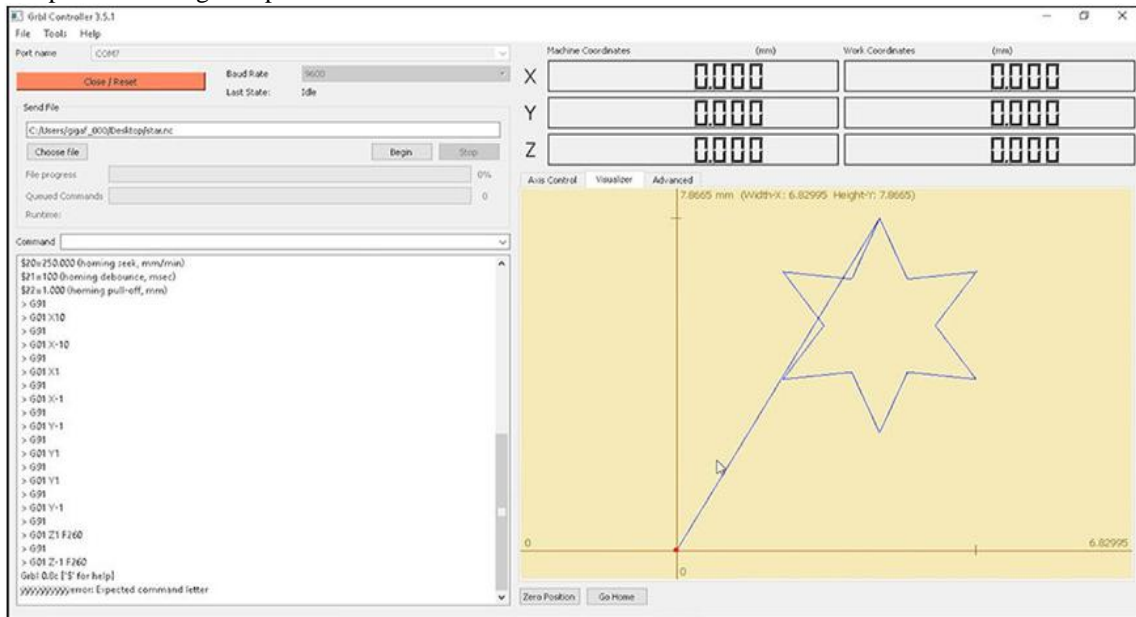 Grbl Controller 3.5.1
File Tools Help
Port name COM7
Close / Reset
Baud Rate 9600
Last State: Idle
Send File
C:/Users/gigaf_000/Desktop/star.nc
Choose file Begin Stop
File progress 0%
Queued Commands 0
Runtime:
Command
$20=250.000 (homing seek, mm/min)
$21=100 (homing debounce, msec)
$22=1.000 (homing pull-off, mm)
> G91
> G01 X10
> G91
> G01 X-10
> G91
> G01 X1
> G91
> G01 X-1
> G91
> G01 Y-1
> G91
> G01 Y1
> G91
> G01 Y1
> G91
> G01 Y-1
> G91
> G01 Z1 F260
> G91
> G01 Z-1 F260
Grbl 0.8c ['$' for help]
error: Expected command letter
Machine Coordinates (mm) Work Coordinates (mm)
X 0.000 0.000
Y 0.000 0.000
Z 0.000 0.000
Axis Control Visualizer Advanced
7.8665 mm (Width-X: 6.82995 Height-Y: 7.8665)
0 6.82995
0
Zero Position Go Home